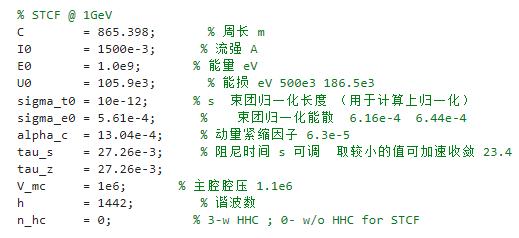 % STCF @ 1GeV
C = 865.398; % 周长 m
I0 = 1500e-3; % 流强 A
E0 = 1.0e9; % 能量 eV
U0 = 105.9e3; % 能损 eV 500e3 186.5e3
sigma_t0 = 10e-12; % s 束团归一化长度 (用于计算上归一化)
sigma_e0 = 5.61e-4; % 束团归一化能散 6.16e-4 6.44e-4
alpha_c = 13.04e-4; % 动量紧缩因子 6.3e-5
tau_s = 27.26e-3; % 阻尼时间 s 可调 取较小的值可加速收敛 23.4
tau_z = 27.26e-3;
V_mc = 1e6; % 主腔腔压 1.1e6
h = 1442; % 谐波数
n_hc = 0; % 3-w HHC ; 0- w/o HHC for STCF